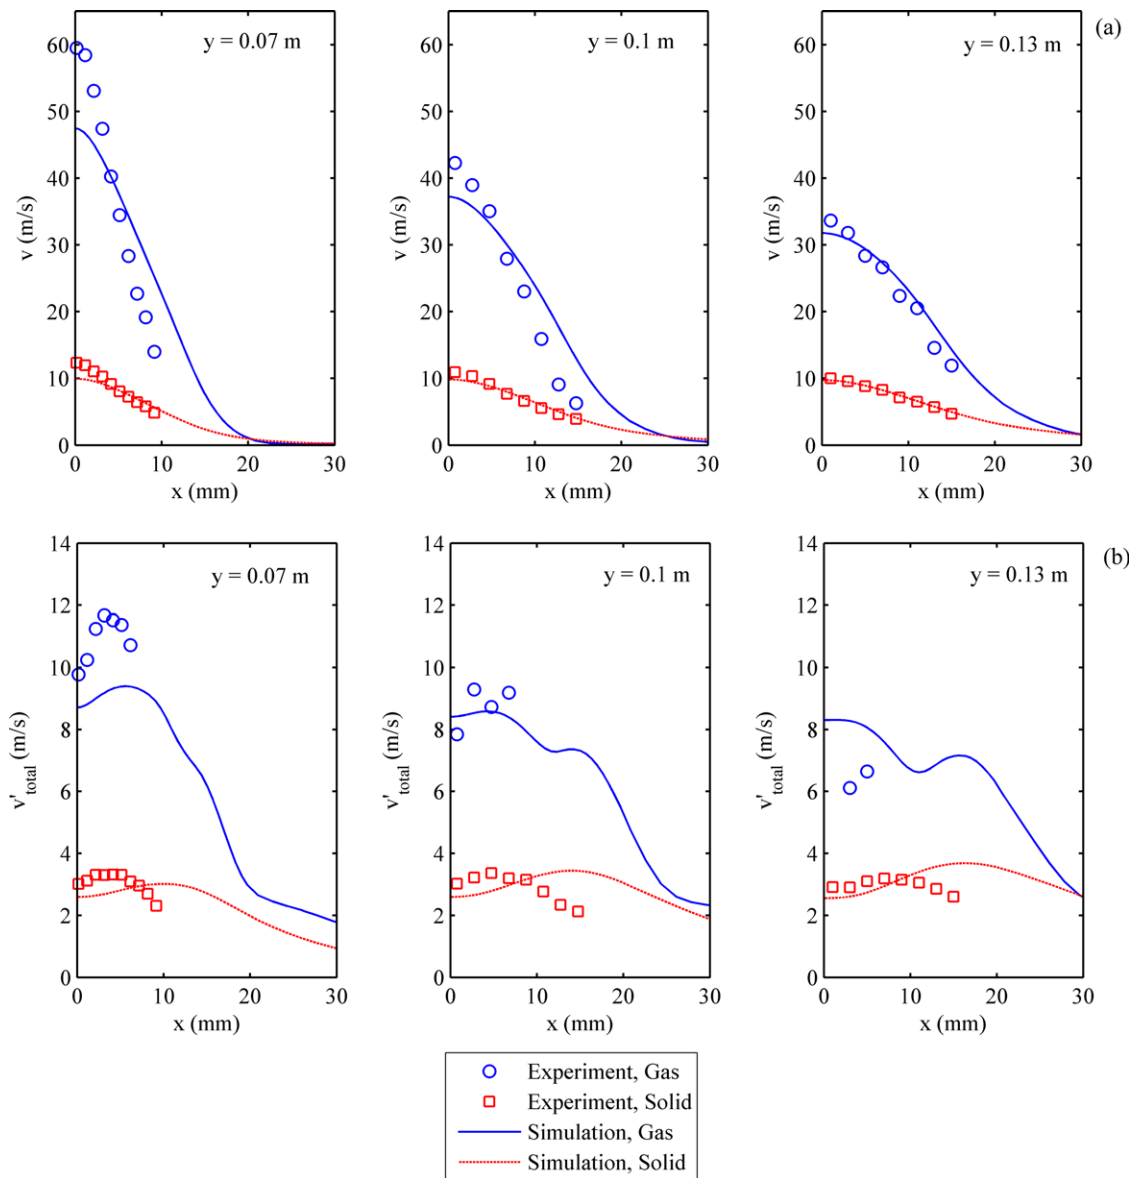 y = 0.07 m
y = 0.1 m
y = 0.13 m
(a)
v (m/s)
v (m/s)
v (m/s)
60
50
40
30
20
10
0
60
50
40
30
20
10
0
60
50
40
30
20
10
0
0 10 20 30
0 10 20 30
0 10 20 30
x (mm)
x (mm)
x (mm)
y = 0.07 m
y = 0.1 m
y = 0.13 m
(b)
v'total (m/s)
v'total (m/s)
v'total (m/s)
14
12
10
8
6
4
2
0
14
12
10
8
6
4
2
0
14
12
10
8
6
4
2
0
0 10 20 30
0 10 20 30
0 10 20 30
x (mm)
x (mm)
x (mm)
Experiment, Gas
Experiment, Solid
Simulation, Gas
Simulation, Solid